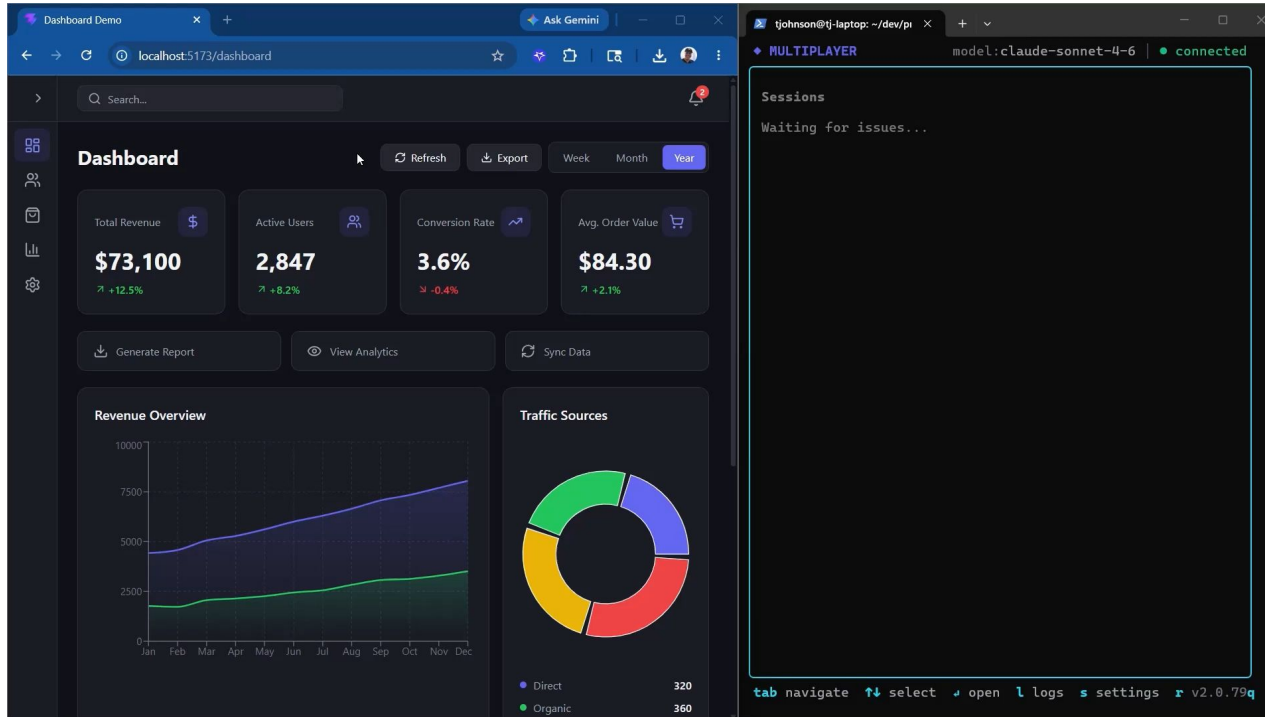 Dashboard Demo
Ask Gemini
localhost:5173/dashboard
Search...
2
Dashboard
Refresh
Export
Week
Month
Year
Total Revenue
$73,100
+12.5%
Active Users
2,847
+8.2%
Conversion Rate
3.6%
-0.4%
Avg. Order Value
$84.30
+2.1%
Generate Report
View Analytics
Sync Data
Revenue Overview
10000
7500
5000
2500
0
Jan Feb Mar Apr May Jun Jul Aug Sep Oct Nov Dec
Traffic Sources
Direct 320
Organic 360
tjohnson@tj-laptop: ~/dev/p
MULTIPLAYER model:claude-sonnet-4-6 | ● connected
Sessions
Waiting for issues...
tab navigate ↑↓ select ↲ open l logs s settings r v2.0.79q